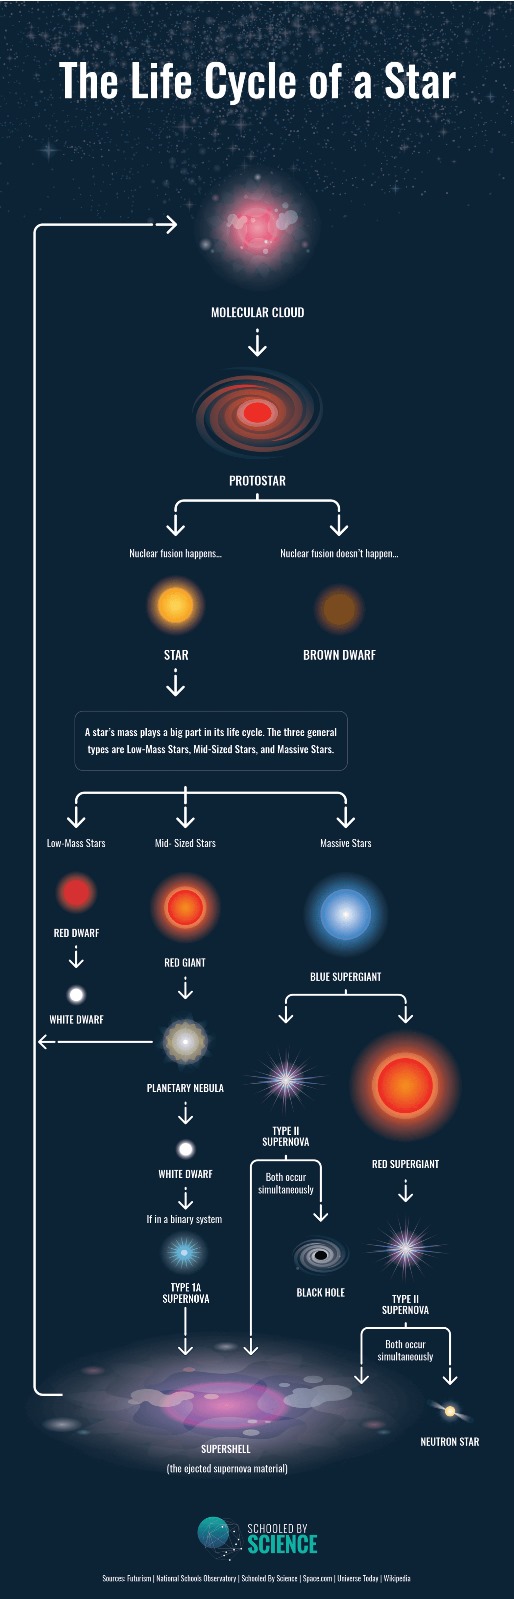 The Life Cycle of a Star
MOLECULAR CLOUD
PROTOSTAR
Nuclear fusion happens...
Nuclear fusion doesn't happen...
STAR
BROWN DWARF
A star's mass plays a big part in its life cycle. The three general
types are Low-Mass Stars, Mid-Sized Stars, and Massive Stars.
Low-Mass Stars
Mid- Sized Stars
Massive Stars
RED DWARF
RED GIANT
BLUE SUPERGIANT
WHITE DWARF
PLANETARY NEBULA
TYPE II
SUPERNOVA
RED SUPERGIANT
WHITE DWARF
Both occur
simultaneously
If in a binary system
TYPE 1A
SUPERNOVA
BLACK HOLE
TYPE II
SUPERNOVA
Both occur
simultaneously
NEUTRON STAR
SUPERSHELL
(the ejected supernova material)
SCHOOLED BY
SCIENCE
Sources: Futurism | National Schools Observatory | Schooled By Science | Space.com | Universe Today | Wikipedia